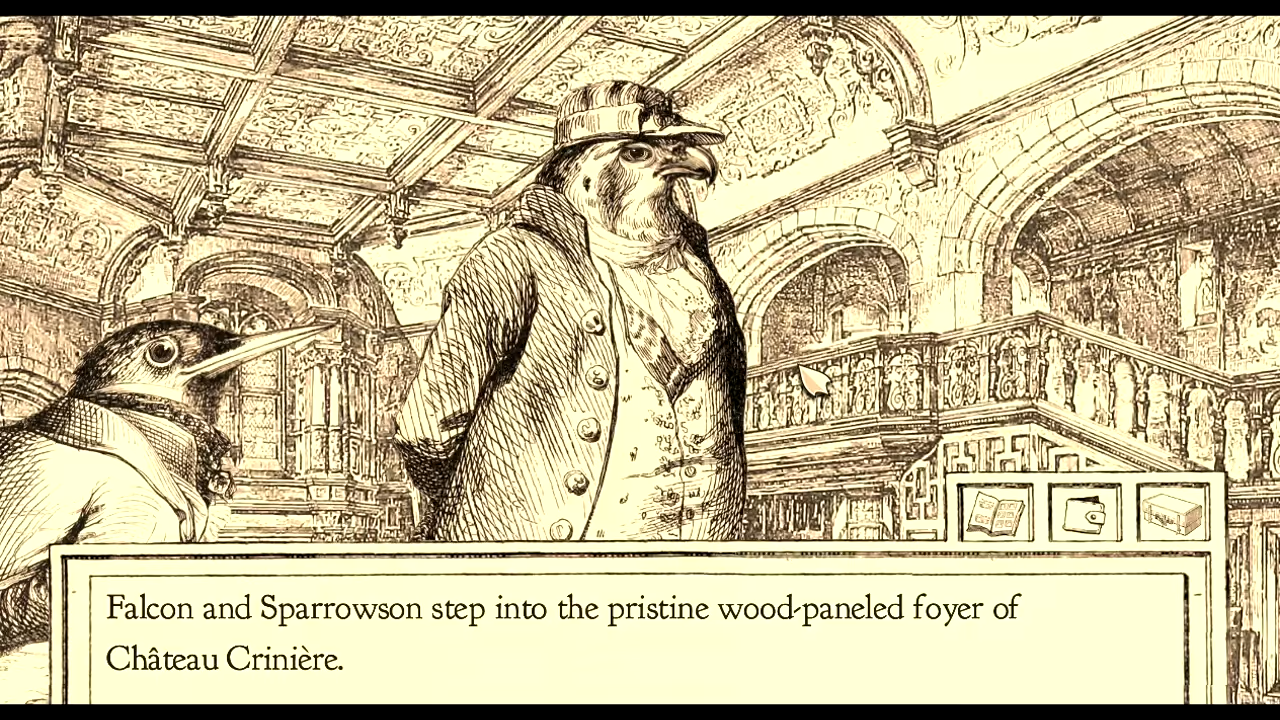 Falcon and Sparrowson step into the pristine wood-paneled foyer of
Château Crinière.